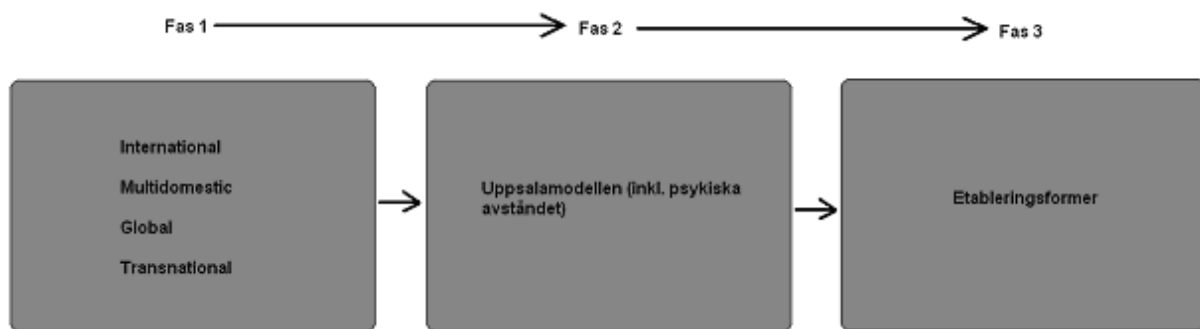 Fas 1
Fas 2
Fas 3
International
Multidomestic
Global
Transnational
Uppsalamodellen (inkl. psykiska
avståndet)
Etableringsformer